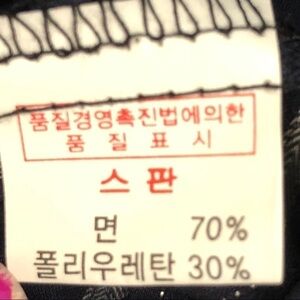 품질경영촉진법에의한
품 질 표 시
스 판
면 70%
폴리우레탄 30%